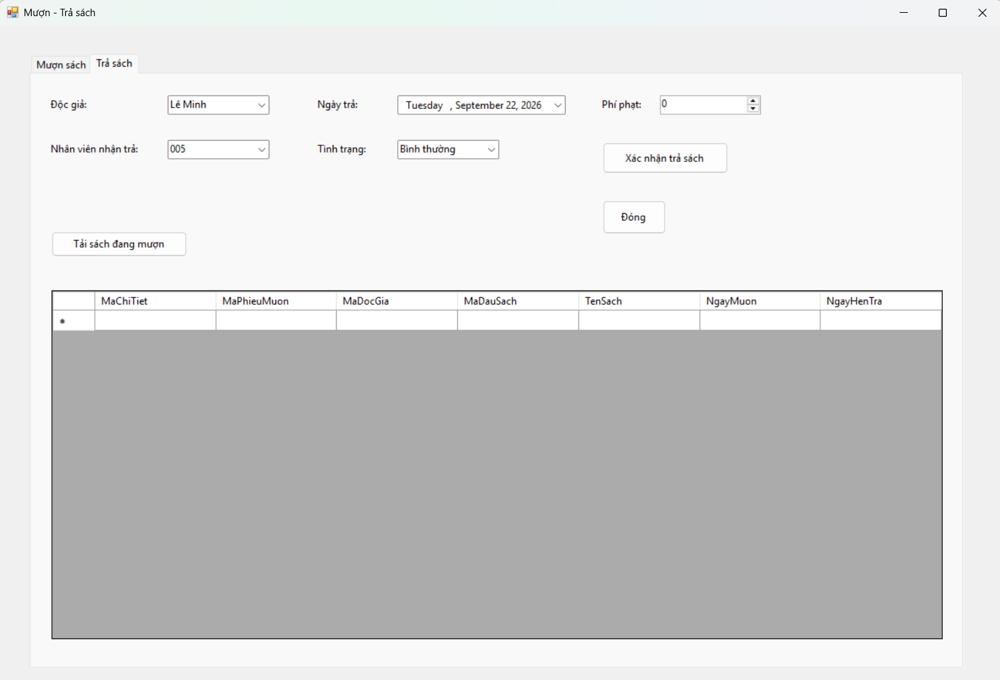 Mượn - Trả sách
Mượn sách Trả sách
Độc giả: Lê Minh Ngày trả: Tuesday , September 22, 2026 Phí phạt: 0
Nhân viên nhận trả: 005 Tình trạng: Bình thường
Xác nhận trả sách
Đóng
Tải sách đang mượn
MaChiTiet MaPhieuMuon MaDocGia MaDauSach TenSach NgayMuon NgayHenTra